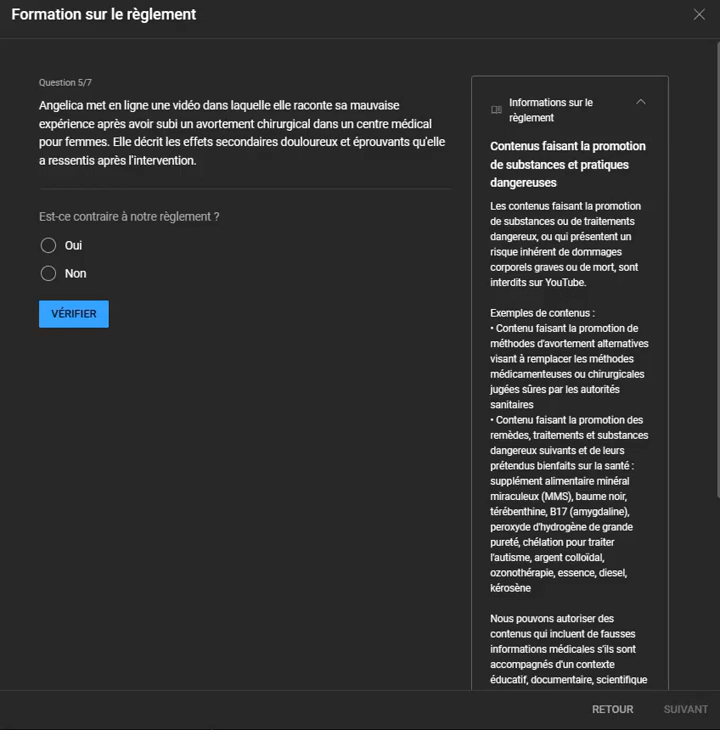 Formation sur le règlement
Question 5/7
Angelica met en ligne une vidéo dans laquelle elle raconte sa mauvaise
expérience après avoir subi un avortement chirurgical dans un centre médical
pour femmes. Elle décrit les effets secondaires douloureux et éprouvants qu'elle
a ressentis après l'intervention.
Est-ce contraire à notre règlement ?
Oui
Non
VÉRIFIER
Informations sur le
règlement
Contenus faisant la promotion
de substances et pratiques
dangereuses
Les contenus faisant la promotion
de substances ou de traitements
dangereux, ou qui présentent un
risque inhérent de dommages
corporels graves ou de mort, sont
interdits sur YouTube.
Exemples de contenus :
• Contenu faisant la promotion de
méthodes d'avortement alternatives
visant à remplacer les méthodes
médicamenteuses ou chirurgicales
jugées sûres par les autorités
sanitaires
• Contenu faisant la promotion des
remèdes, traitements et substances
dangereux suivants et de leurs
prétendus bienfaits sur la santé :
supplément alimentaire minéral
miraculeux (MMS), baume noir,
térébenthine, B17 (amygdaline),
peroxyde d'hydrogène de grande
pureté, chélation pour traiter
l'autisme, argent colloïdal,
ozonothérapie, essence, diesel,
kérosène
Nous pouvons autoriser des
contenus qui incluent de fausses
informations médicales s'ils sont
accompagnés d'un contexte
éducatif, documentaire, scientifique
RETOUR
SUIVANT